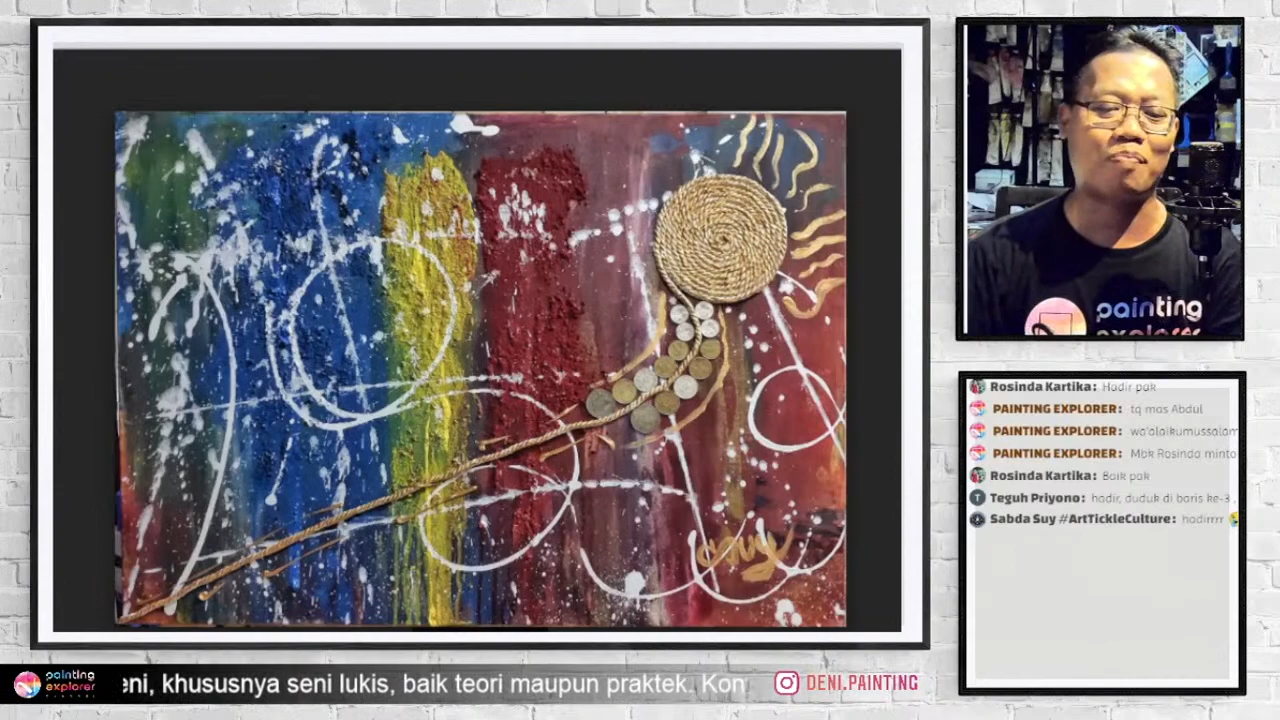 painting
Rosinda Kartika: Hadir pak
PAINTING EXPLORER: tq mas Abdul
PAINTING EXPLORER: wa'alaikumussalam
PAINTING EXPLORER: Mbk Rosinda minto
Rosinda Kartika: Baik pak
T Teguh Priyono: hadir, duduk di baris ke-3
Sabda Suy #ArtTickleCulture: hadirrrr
painting
explorer
eni, khususnya seni lukis, baik teori maupun praktek. Kon
DENI.PAINTING